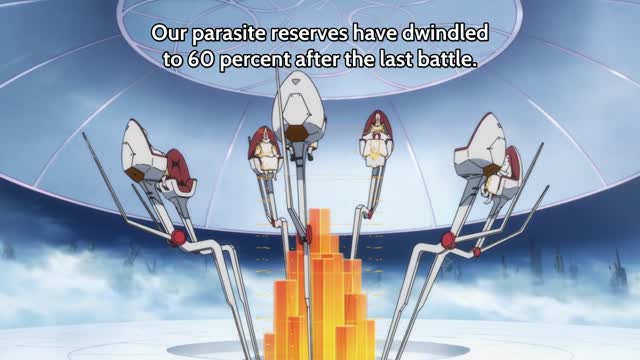 Our parasite reserves have dwindled
to 60 percent after the last battle.